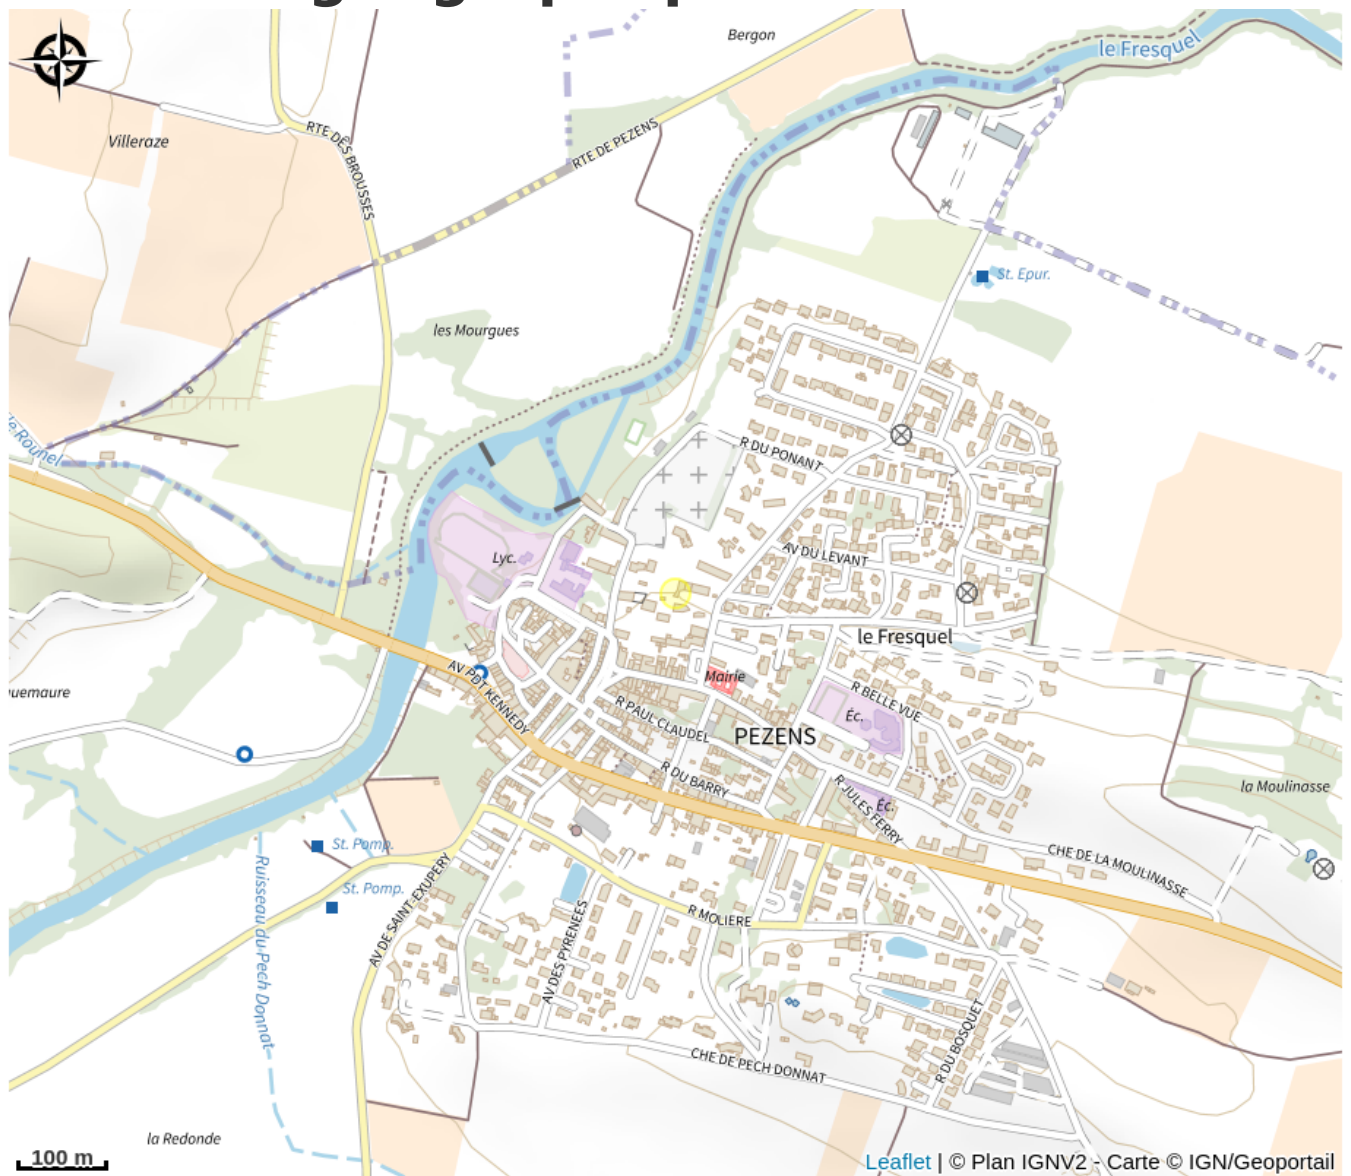 Bergon
le Fresquel
Villeraze
RTE DES BROUSSES
RTE DE PEZENS
St. Epur.
les Mourgues
R DU PONANT
Lyc.
AV DU LEVANT
le Fresquel
AV PDT KENNEDY
Mairie
R BELLE VUE
uemaure
R PAUL CLAUDEL
Éc.
PEZENS
R DU BARRY
R JULES FERRY
Éc.
la Moulinasse
St. Pomp.
St. Pomp.
CHE DE LA MOULINASSE
AV DE SAINT-EXUPERY
R MOLIERE
Ruisseau du Pech Donnat
AV DES PYRENEES
R DU BOSQUET
CHE DE PECH DONNAT
la Redonde
100 m
Leaflet | © Plan IGNV2 - Carte © IGN/Geoportail